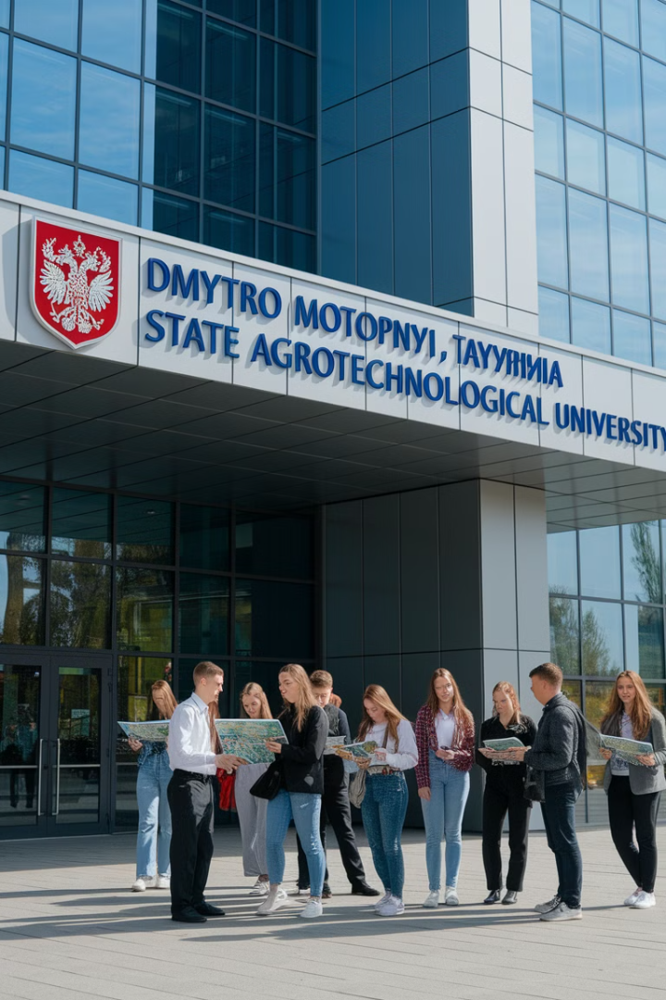 DMYTRO MOTOPNYI,
STATE AGROTECHNOLOGICAL UNIVERSITY